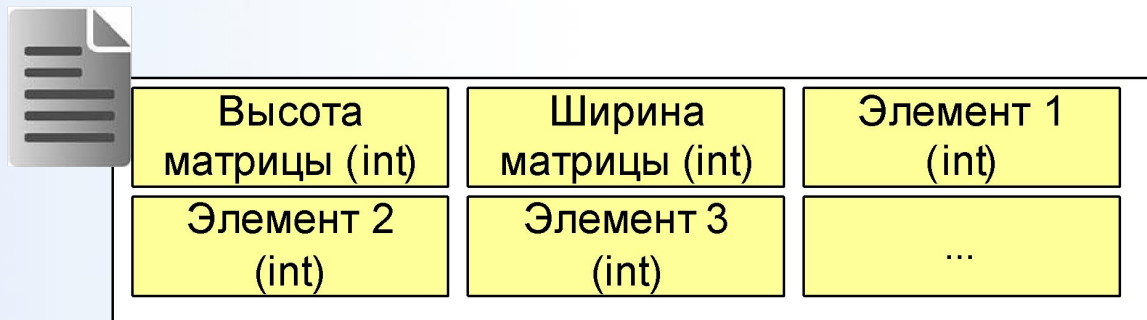 Высота
матрицы (int)
Ширина
матрицы (int)
Элемент 1
(int)
Элемент 2
(int)
Элемент 3
(int)
...